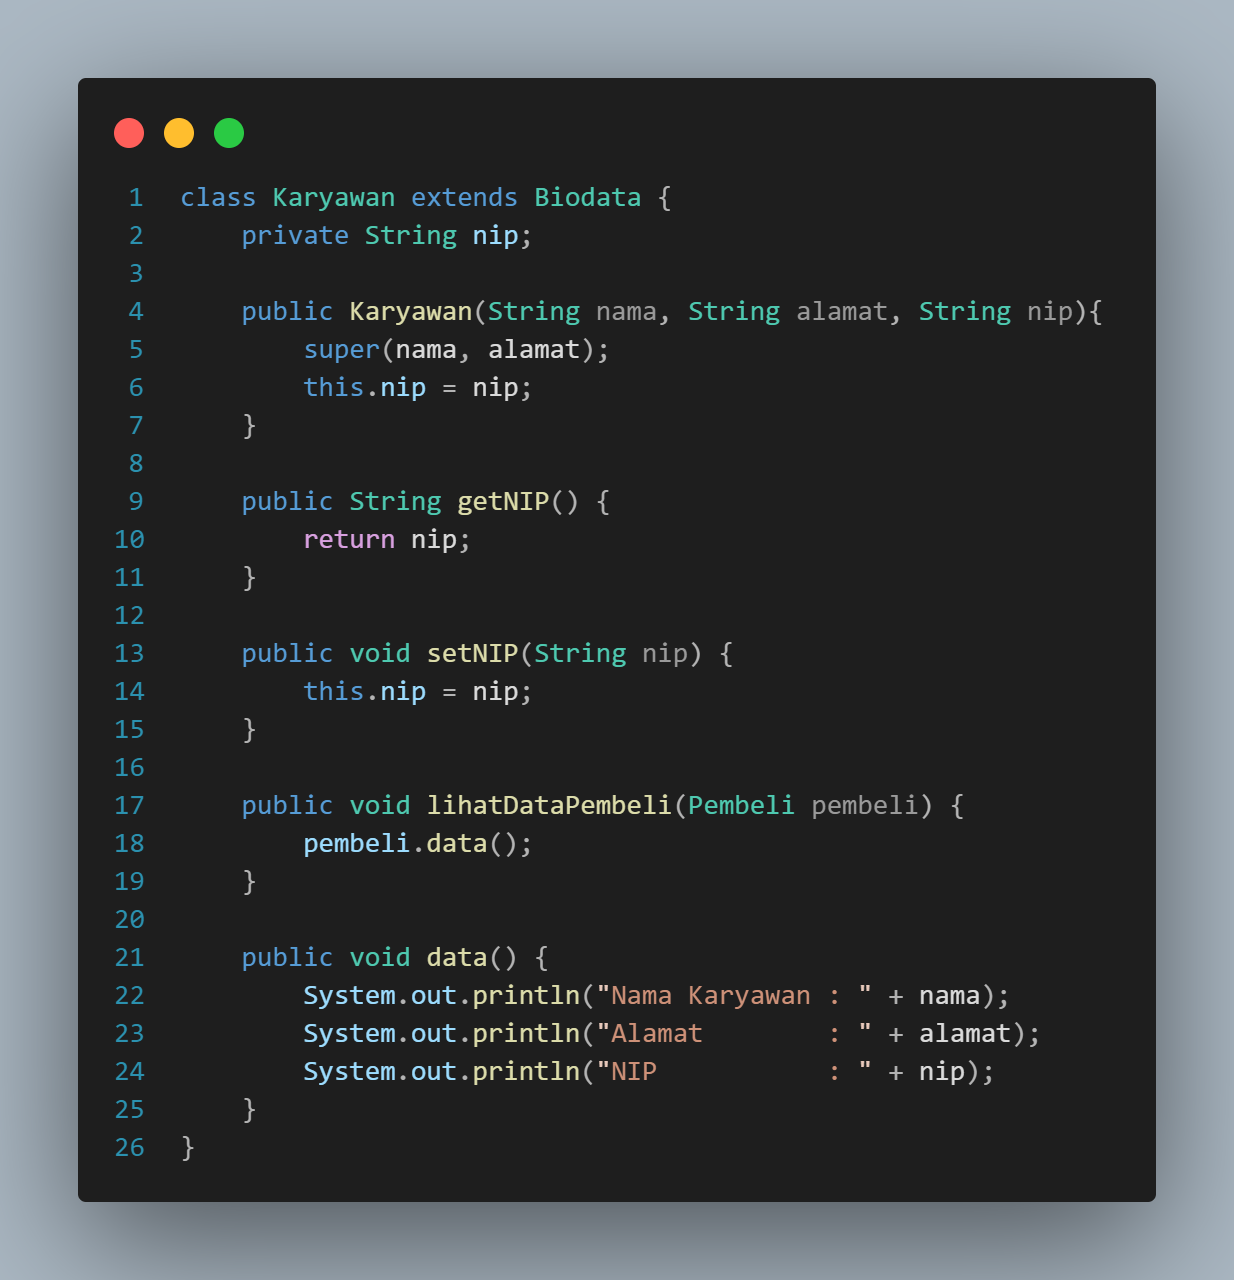 1 class Karyawan extends Biodata {
2     private String nip;
3
4     public Karyawan(String nama, String alamat, String nip){
5         super(nama, alamat);
6         this.nip = nip;
7     }
8
9     public String getNIP() {
10         return nip;
11     }
12
13     public void setNIP(String nip) {
14         this.nip = nip;
15     }
16
17     public void lihatDataPembeli(Pembeli pembeli) {
18         pembeli.data();
19     }
20
21     public void data() {
22         System.out.println("Nama Karyawan : " + nama);
23         System.out.println("Alamat        : " + alamat);
24         System.out.println("NIP           : " + nip);
25     }
26 }